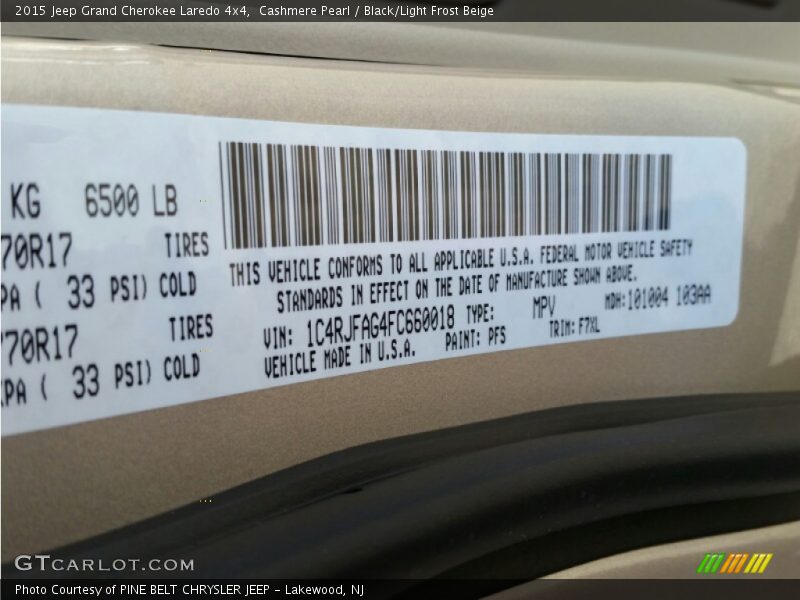 2015 Jeep Grand Cherokee Laredo 4x4, Cashmere Pearl / Black/Light Frost Beige
KG 6500 LB
70R17 TIRES
PA ( 33 PSI) COLD
70R17 TIRES
PA ( 33 PSI) COLD
THIS VEHICLE CONFORMS TO ALL APPLICABLE U.S.A. FEDERAL MOTOR VEHICLE SAFETY
STANDARDS IN EFFECT ON THE DATE OF MANUFACTURE SHOWN ABOVE.
VIN: 1C4RJFAG4FC660018 TYPE: MPV MDH:101004 103AA
VEHICLE MADE IN U.S.A. PAINT: PFS TRIM: F7XL
GTCARLOT.COM
Photo Courtesy of PINE BELT CHRYSLER JEEP - Lakewood, NJ